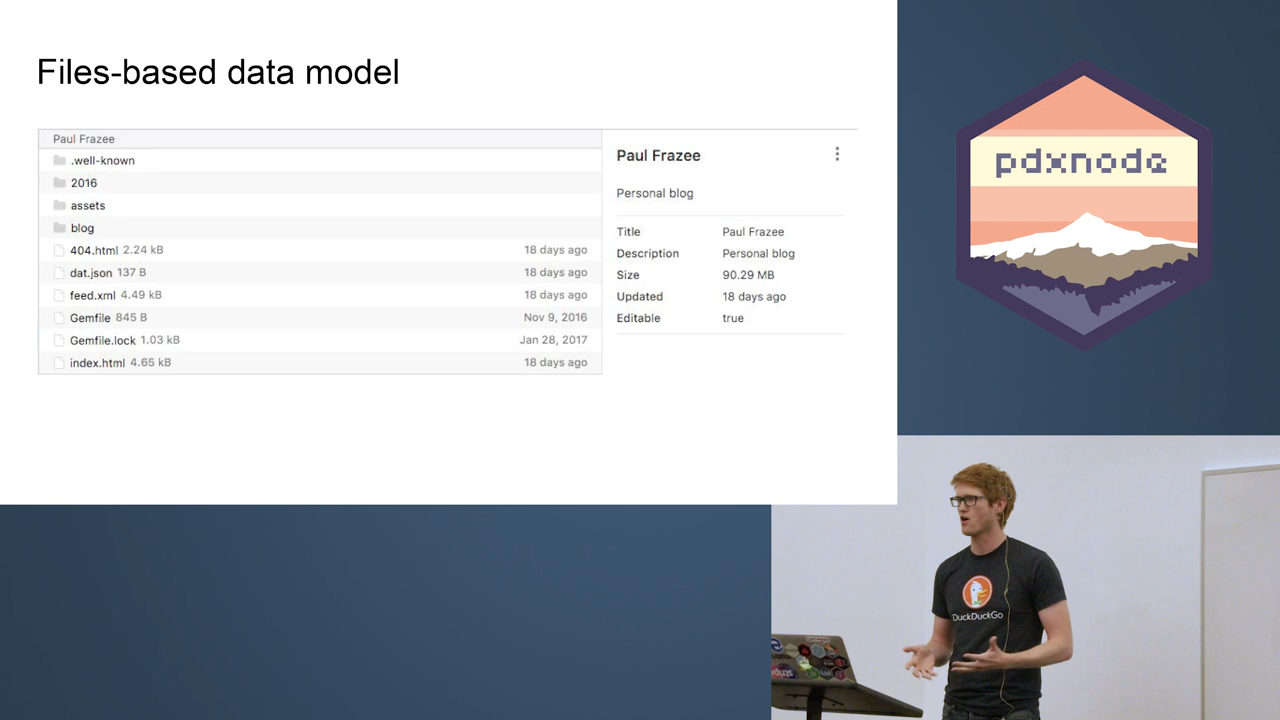 Files-based data model
Paul Frazee
.well-known
2016
assets
blog
404.html 2.24 kB 18 days ago
dat.json 137 B 18 days ago
feed.xml 4.49 kB 18 days ago
Gemfile 845 B Nov 9, 2016
Gemfile.lock 1.03 kB Jan 28, 2017
index.html 4.65 kB 18 days ago
Paul Frazee
Personal blog
Title Paul Frazee
Description Personal blog
Size 90.29 MB
Updated 18 days ago
Editable true
pdxnode
DuckDuckGo